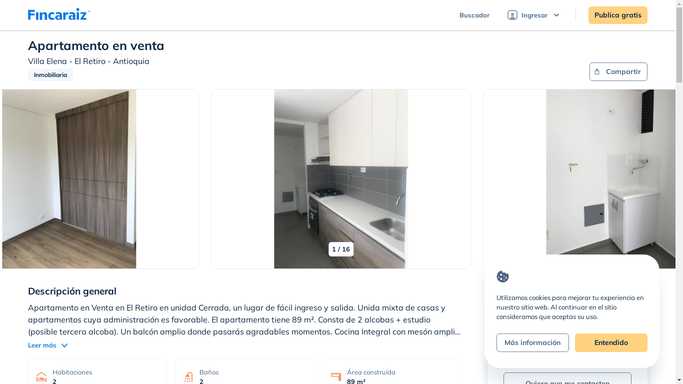 Fincaraiz
Buscador
Ingresar
Publica gratis
Apartamento en venta
Villa Elena - El Retiro - Antioquia
Inmobiliaria
Compartir
1 / 16
Descripción general
Apartamento en Venta en El Retiro en unidad Cerrada, un lugar de fácil ingreso y salida. Unida mixta de casas y
apartamentos cuya administración es favorable. El apartamento tiene 89 m². Consta de 2 alcobas + estudio
(posible tercera alcoba). Un balcón amplio donde pasarás agradables momentos. Cocina Integral con mesón ampli...
Leer más
Habitaciones
2
Baños
2
Área construida
89 m²
Utilizamos cookies para mejorar tu experiencia en
nuestro sitio web. Al continuar en el sitio
consideramos que aceptas su uso.
Más información
Entendido
Quiero que me contacten